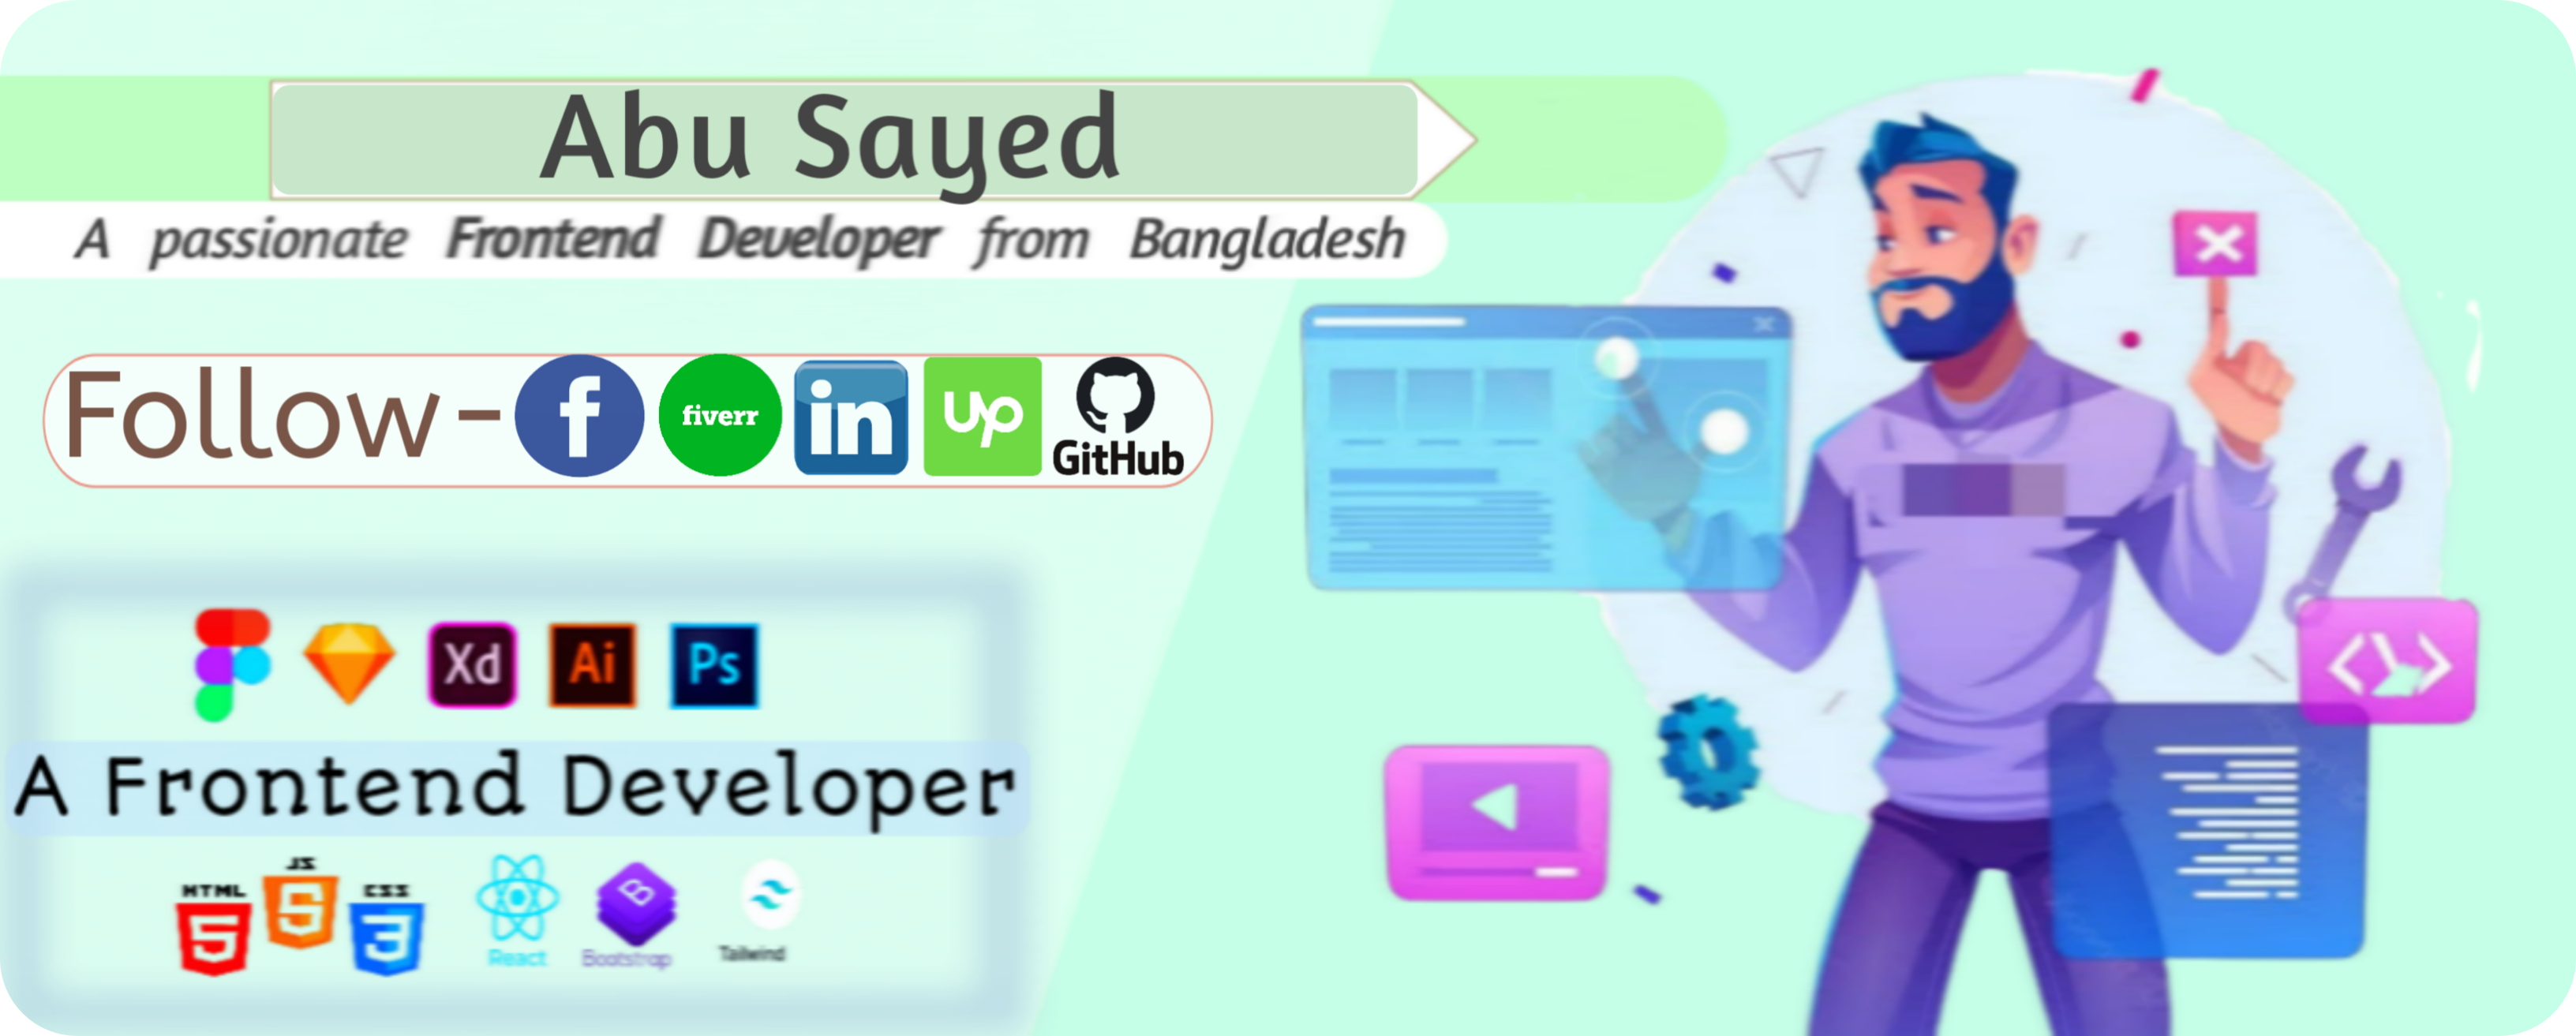 Abu Sayed
A passionate Frontend Developer from Bangladesh
Follow- f fiverr in up GitHub
Xd Ai Ps
A Frontend Developer
HTML JS CSS
5 5 3 B
React Bootstrap Tailwind